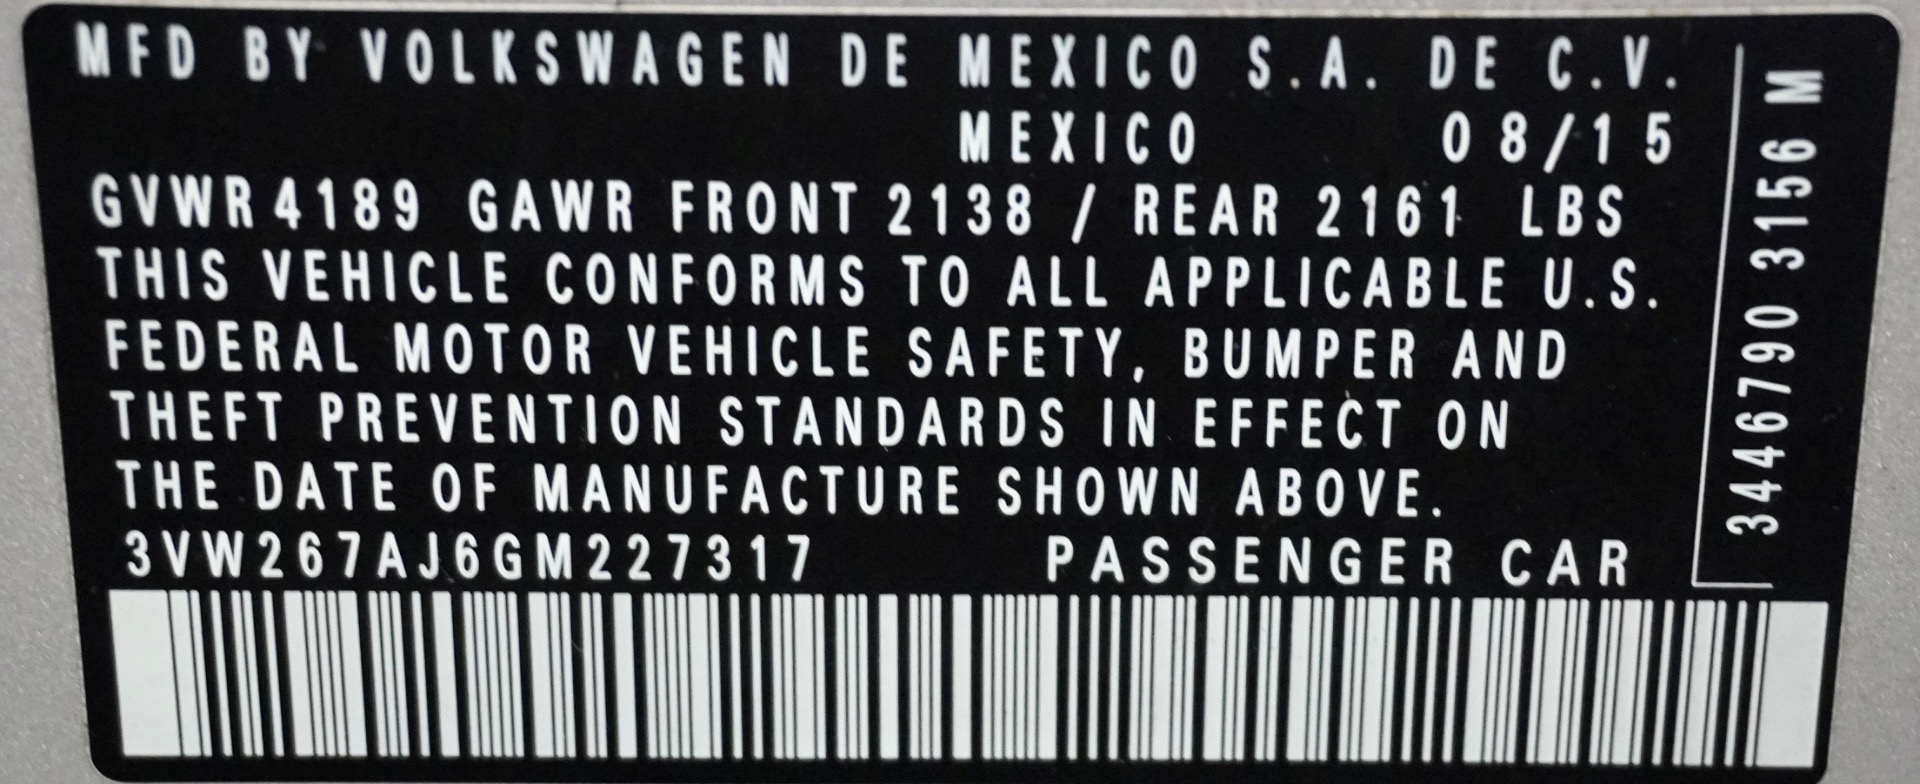 MFD BY VOLKSWAGEN DE MEXICO S.A. DE C.V.
MEXICO 08/15
GVWR 4189 GAWR FRONT 2138 / REAR 2161 LBS
THIS VEHICLE CONFORMS TO ALL APPLICABLE U.S.
FEDERAL MOTOR VEHICLE SAFETY, BUMPER AND
THEFT PREVENTION STANDARDS IN EFFECT ON
THE DATE OF MANUFACTURE SHOWN ABOVE.
3VW267AJ6GM227317 PASSENGER CAR
3446790 3156 M